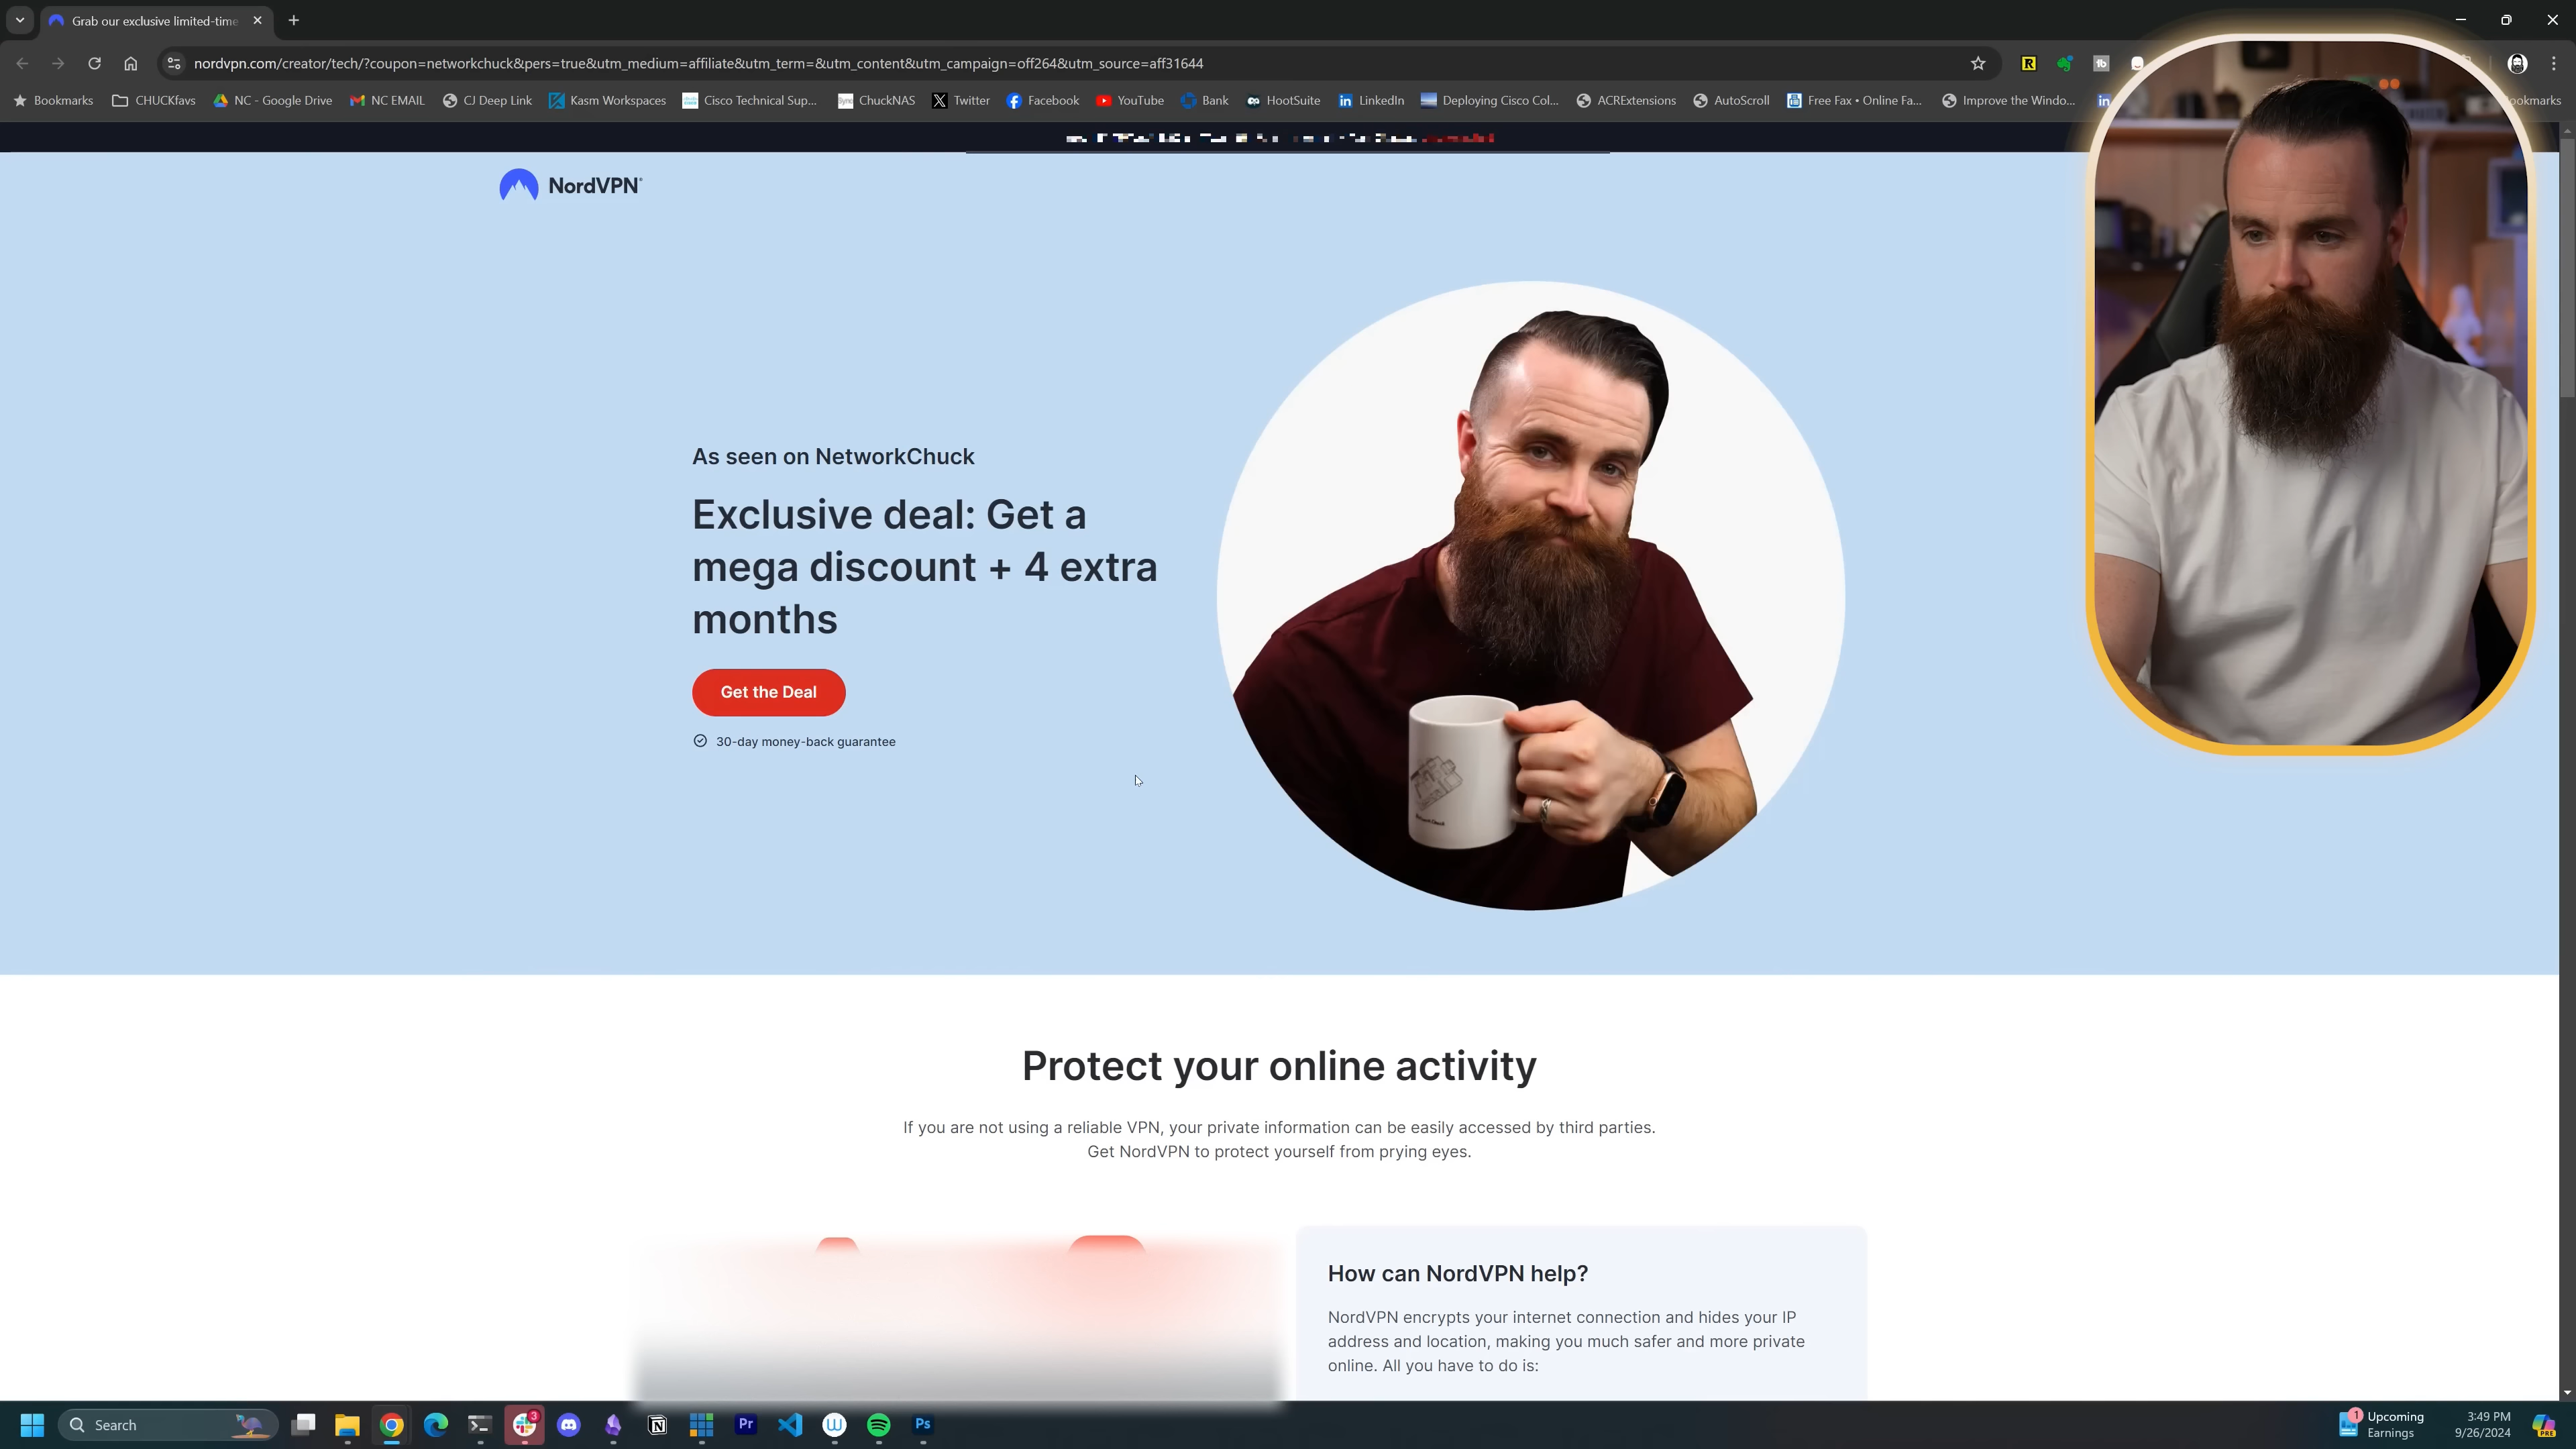 Grab our exclusive limited-time
nordvpn.com/creator/tech/?coupon=networkchuck&pers=true&utm_medium=affiliate&utm_term=&utm_content&utm_campaign=off264&utm_source=aff31644
Bookmarks CHUCKfavs NC - Google Drive NC EMAIL CJ Deep Link Kasm Workspaces Cisco Technical Sup... ChuckNAS Twitter Facebook YouTube Bank HootSuite LinkedIn Deploying Cisco Col... ACRExtensions AutoScroll Free Fax • Online Fa... Improve the Windo... ookmarks
NordVPN
As seen on NetworkChuck
Exclusive deal: Get a
mega discount + 4 extra
months
Get the Deal
30-day money-back guarantee
Protect your online activity
If you are not using a reliable VPN, your private information can be easily accessed by third parties.
Get NordVPN to protect yourself from prying eyes.
How can NordVPN help?
NordVPN encrypts your internet connection and hides your IP
address and location, making you much safer and more private
online. All you have to do is:
Search 3 Pr Ps 1 Upcoming 3:49 PM
Earnings 9/26/2024 PRE